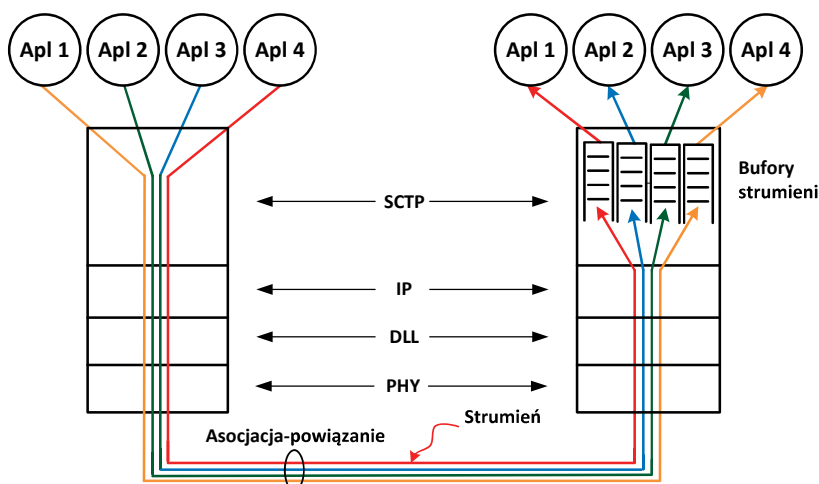 Apl 1
Apl 2
Apl 3
Apl 4
Apl 1
Apl 2
Apl 3
Apl 4
Bufory
strumieni
SCTP
IP
DLL
PHY
Strumień
Asocjacja-powiązanie